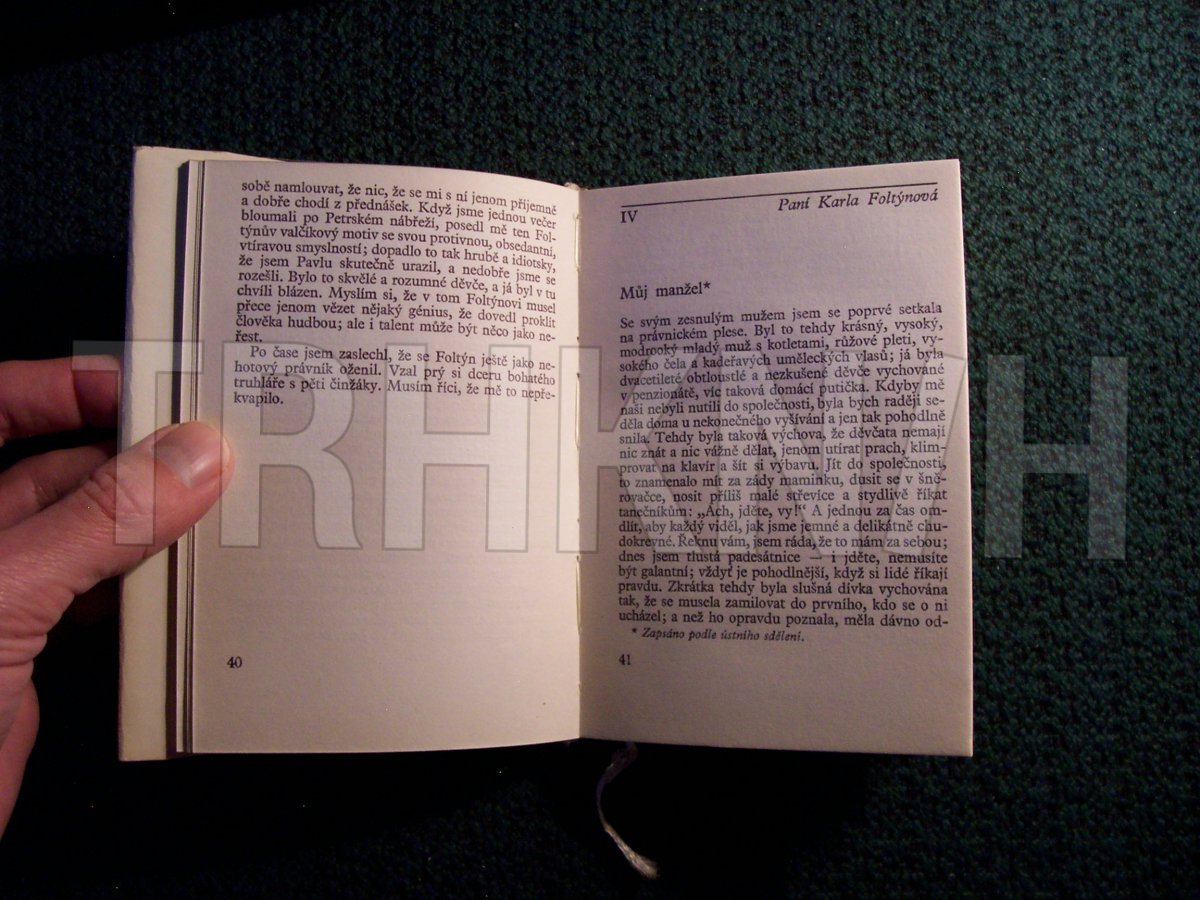 sobě namlouvat, že nic, že se mi s ní jenom příjemně
a dobře chodí z přednášek. Když jsme jednou večer
bloumali po Petrském nábřeží, posedl mě ten Fol-
týnův valčíkový motiv se svou protivnou, obsedantní,
vtíravou smyslností; dopadlo to tak hrubě a idiotsky,
že jsem Pavlu skutečně urazil, a nedobře jsme se
rozešli. Bylo to skvělé a rozumné děvče, a já byl v tu
chvíli blázen. Myslím si, že v tom Foltýnovi musel
přece jenom vězet nějaký génius, že dovedl proklít
člověka hudbou; ale i talent může být něco jako ne-
řest.
Po čase jsem zaslechl, že se Foltýn ještě jako ne-
hotový právník oženil. Vzal prý si dceru bohatého
truhláře s pěti činžáky. Musím říci, že mě to nepře-
kvapilo.
40
IV
Paní Karla Foltýnová
Můj manžel*
Se svým zesnulým mužem jsem se poprvé setkala
na právnickém plese. Byl to tehdy krásný, vysoký,
modrooký mladý muž s kotletami, růžové pleti, vy-
sokého čela a kadeřavých uměleckých vlasů; já byla
dvacetileté obtloustlé a nezkušené děvče vychované
v penzionátě, víc taková domácí putička. Kdyby mě
naši nebyli nutili do společnosti, byla bych raději se-
děla doma u nekonečného vyšívání a jen tak pohodlně
snila. Tehdy byla taková výchova, že děvčata nemají
nic znát a nic vážně dělat, jenom utírat prach, klim-
provat na klavír a šít si výbavu. Jít do společnosti,
to znamenalo mít za zády maminku, dusit se v šně-
rovačce, nosit příliš malé střevíce a stydlivě říkat
tanečníkům: „Ach, jděte, vy!“ A jednou za čas om-
dlít, aby každý viděl, jak jsme jemné a delikátně chu-
dokrevné. Řeknu vám, jsem ráda, že to mám za sebou;
dnes jsem tlustá padesátnice — i jděte, nemusíte
být galantní; vždyť je pohodlnější, když si lidé říkají
pravdu. Zkrátka tehdy byla slušná dívka vychována
tak, že se musela zamilovat do prvního, kdo se o ni
ucházel; a než ho opravdu poznala, měla dávno od-
* Zapsáno podle ústního sdělení.
41